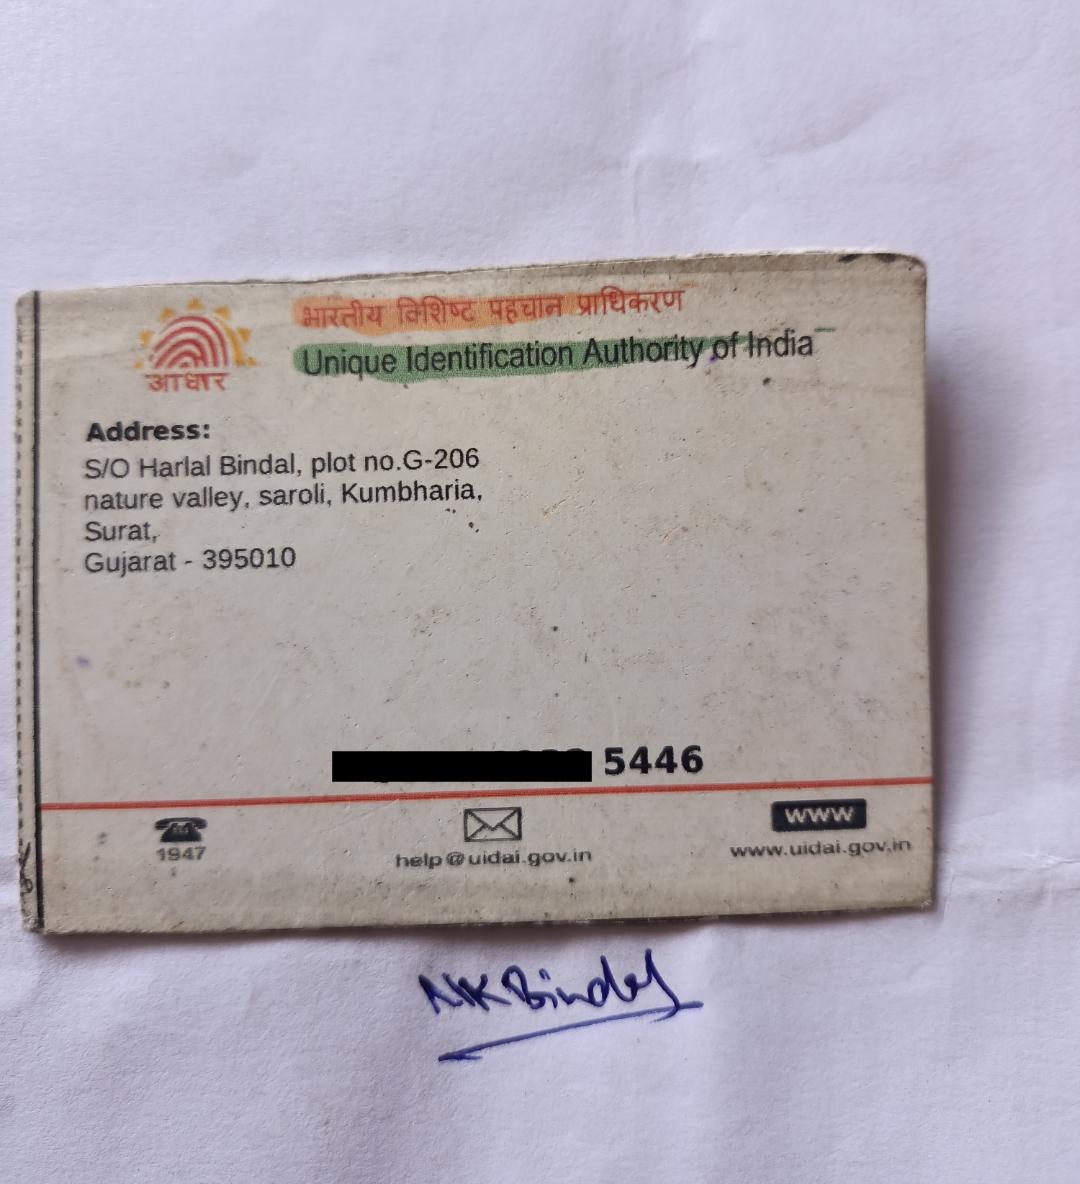 भारतीय विशिष्ट पहचान प्राधिकरण
Unique Identification Authority of India
आधार
Address:
S/O Harlal Bindal, plot no.G-206
nature valley, saroli, Kumbharia,
Surat,
Gujarat - 395010
5446
1947
help@uidai.gov.in
WWW
www.uidai.gov.in
NK Bindal